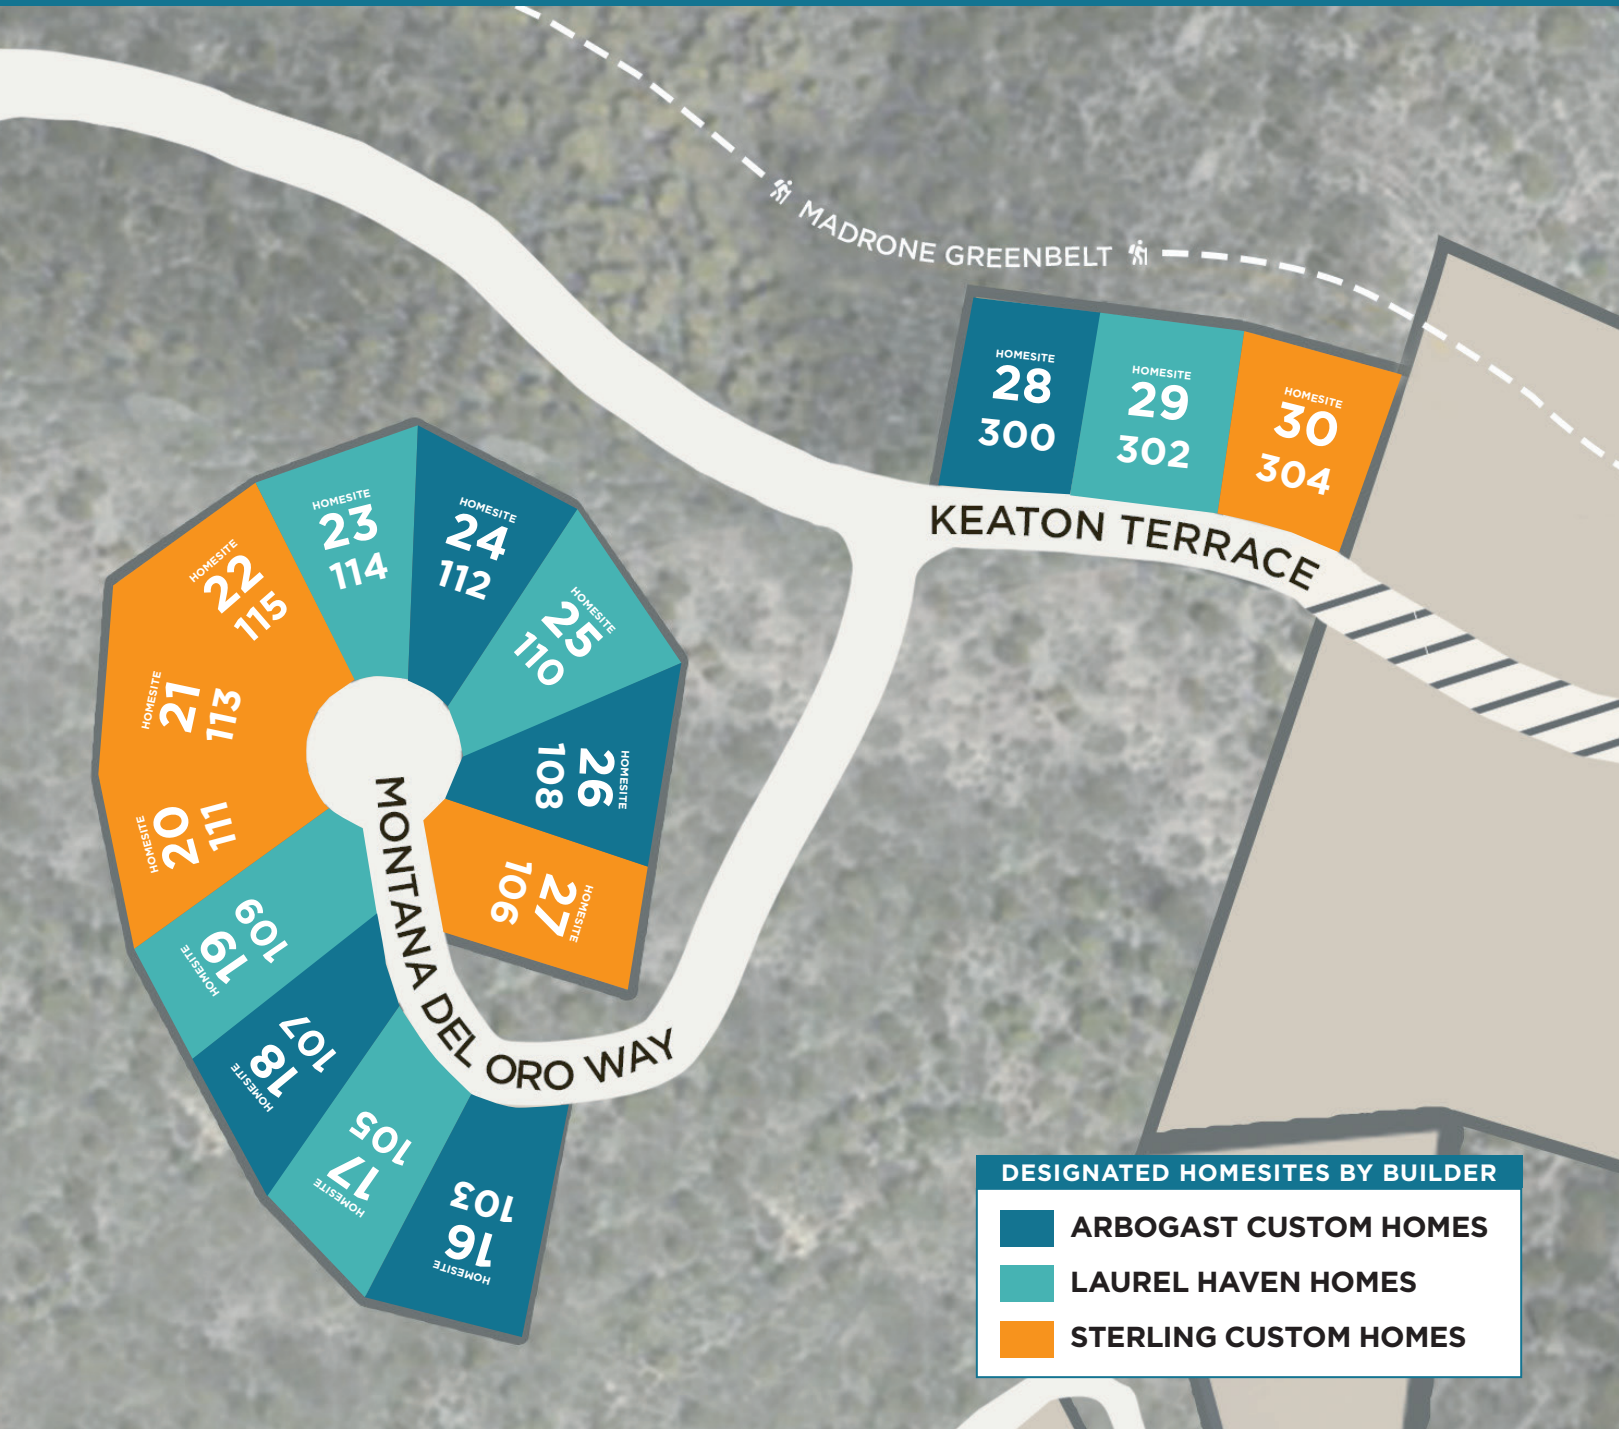 MADRONE GREENBELT
HOMESITE
28
300
HOMESITE
29
302
HOMESITE
30
304
KEATON TERRACE
HOMESITE
23
114
HOMESITE
24
112
HOMESITE
22
115
HOMESITE
25
110
HOMESITE
21
113
HOMESITE
26
108
HOMESITE
20
111
HOMESITE
27
106
HOMESITE
19
109
HOMESITE
18
107
HOMESITE
17
105
HOMESITE
16
103
MONTANA DEL ORO WAY
DESIGNATED HOMESITES BY BUILDER
ARBOGAST CUSTOM HOMES
LAUREL HAVEN HOMES
STERLING CUSTOM HOMES